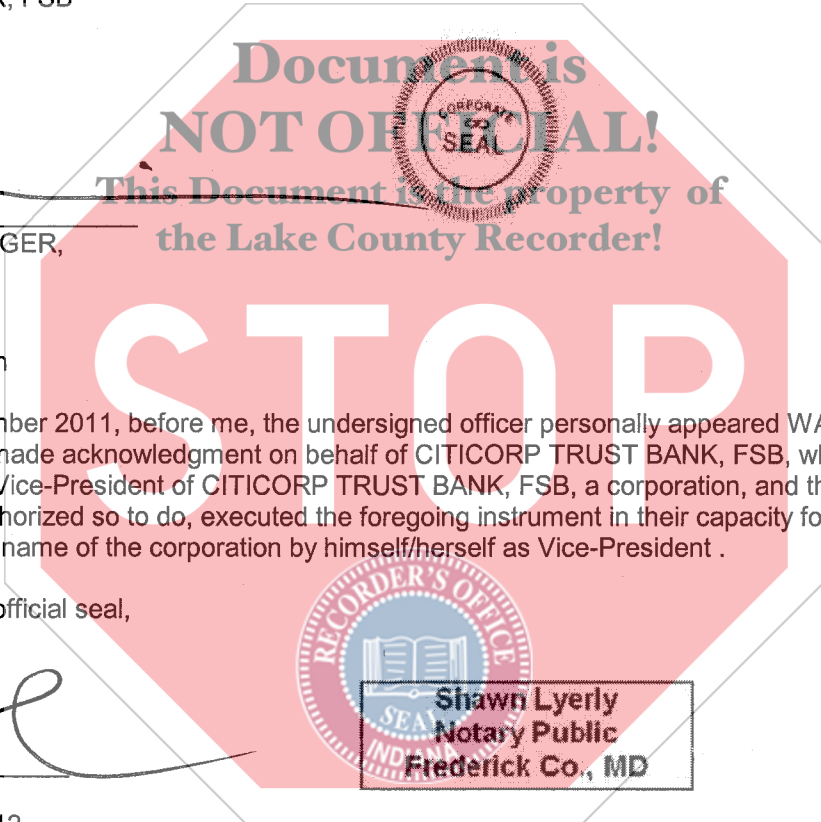 , FSB
Document is
NOT OFFICIAL!
This Document is the property of
the Lake County Recorder!
CORPORATE
SEAL
GER,
STOP
ber 2011, before me, the undersigned officer personally appeared WA
nade acknowledgment on behalf of CITICORP TRUST BANK, FSB, wh
Vice-President of CITICORP TRUST BANK, FSB, a corporation, and th
horized so to do, executed the foregoing instrument in their capacity fo
name of the corporation by himself/herself as Vice-President .
official seal,
RECORDER'S OFFICE
SEAL
INDIANA
Shawn Lyerly
Notary Public
Frederick Co., MD